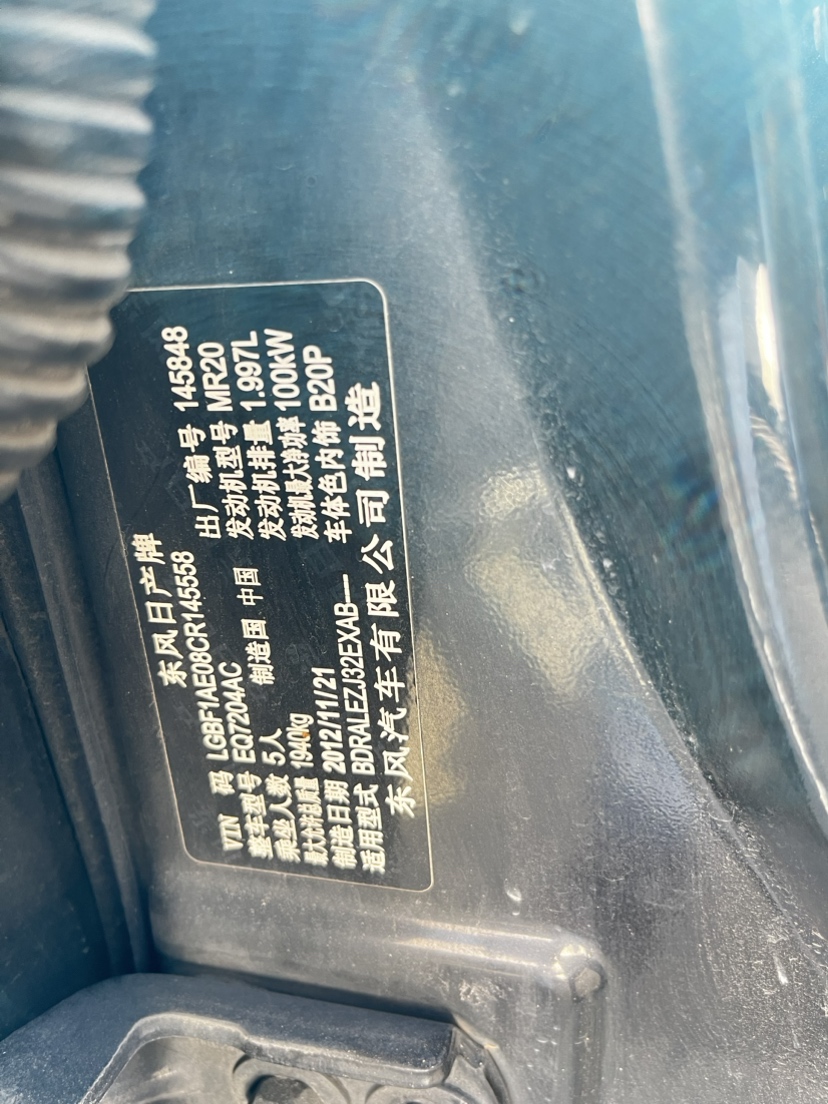 东风日产牌
VIN 码 LGBF1AE08CR145558 出厂编号 145848
整车型号 EQ7204AC 发动机型号 MR20
乘坐人数 5人 制造国 中国 发动机排量 1.997L
最大允许总质量 1940kg 发动机最大净功率 100kW
制造日期 2012/11/21 车体色内饰 B20P
适用型式 BDRALEZJ32EXAB—
东风汽车有限公司制造